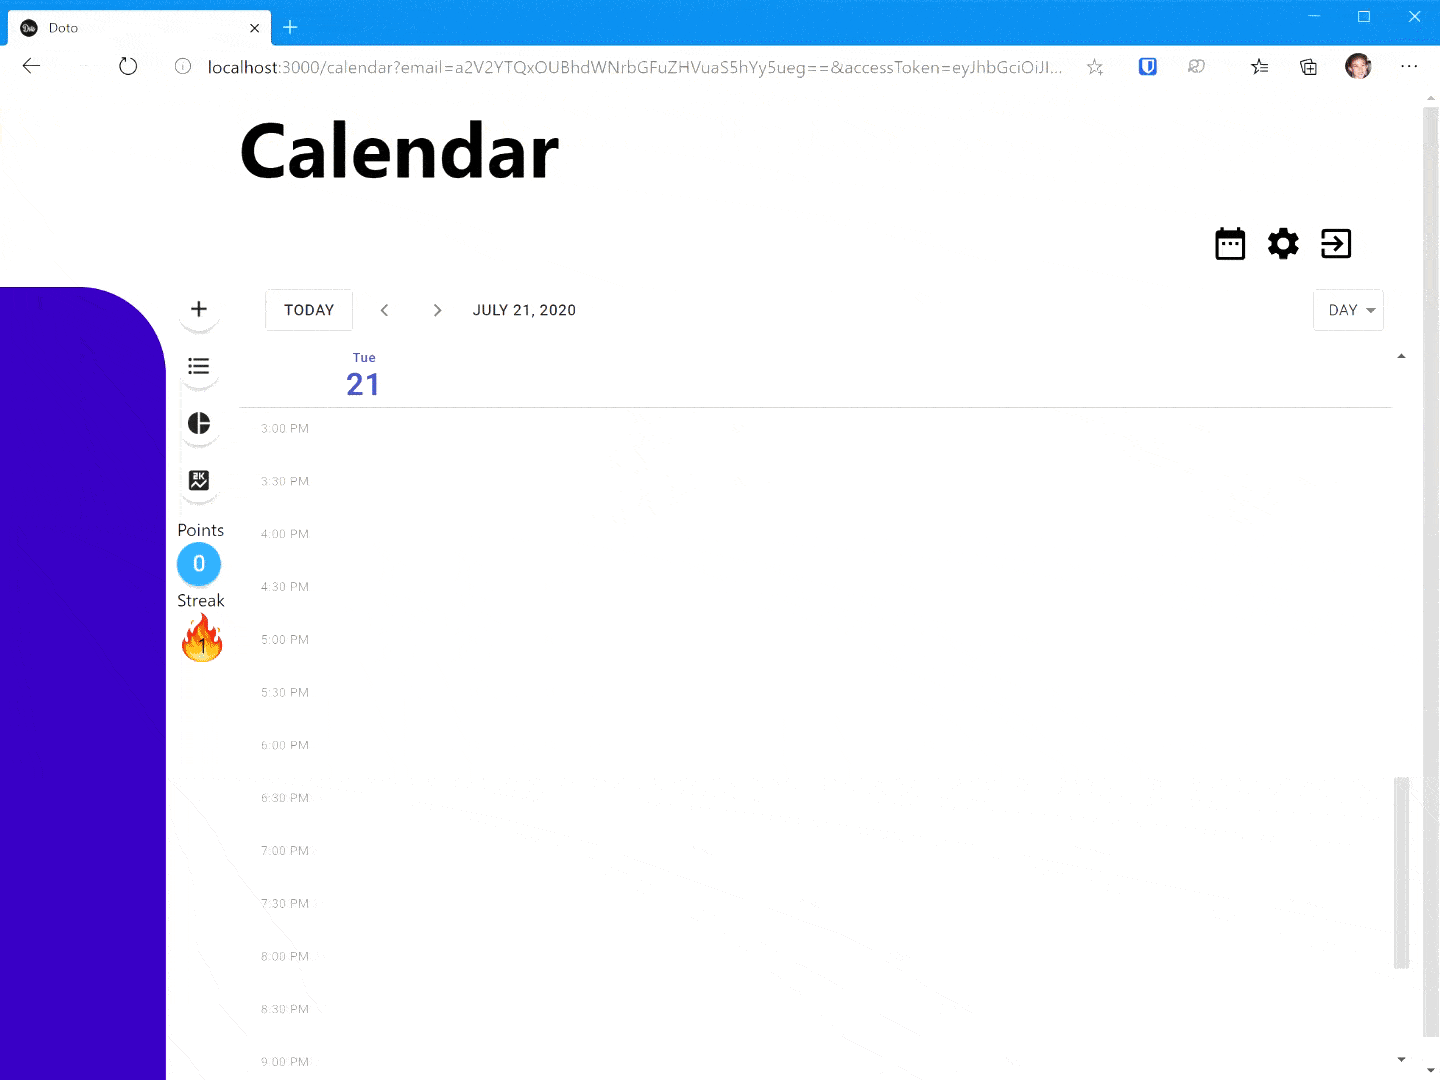 Doto
localhost:3000/calendar?email=a2V2YTQxOUBhdWNrbGFuZHVuaS5hYy5ueg==&accessToken=eyJhbGciOiJI...
Calendar
TODAY
JULY 21, 2020
DAY
Tue
21
3:00 PM
3:30 PM
4:00 PM
4:30 PM
5:00 PM
5:30 PM
6:00 PM
6:30 PM
7:00 PM
7:30 PM
8:00 PM
8:30 PM
9:00 PM
2K
Points
0
Streak
1